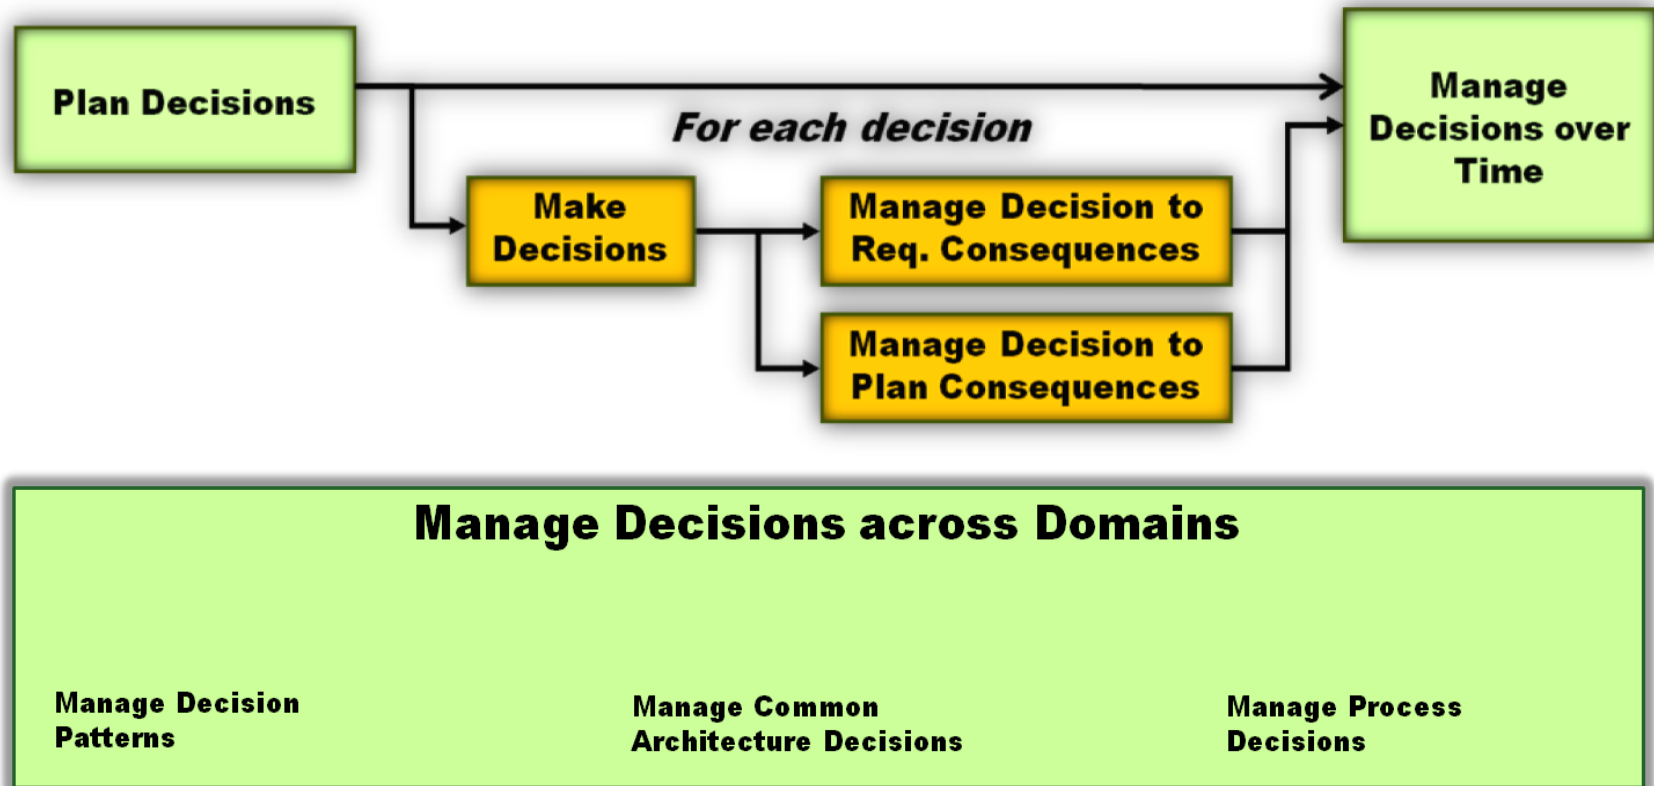 Plan Decisions
For each decision
Manage
Decisions over
Time
Make
Decisions
Manage Decision to
Req. Consequences
Manage Decision to
Plan Consequences
Manage Decisions across Domains
Manage Decision
Patterns
Manage Common
Architecture Decisions
Manage Process
Decisions